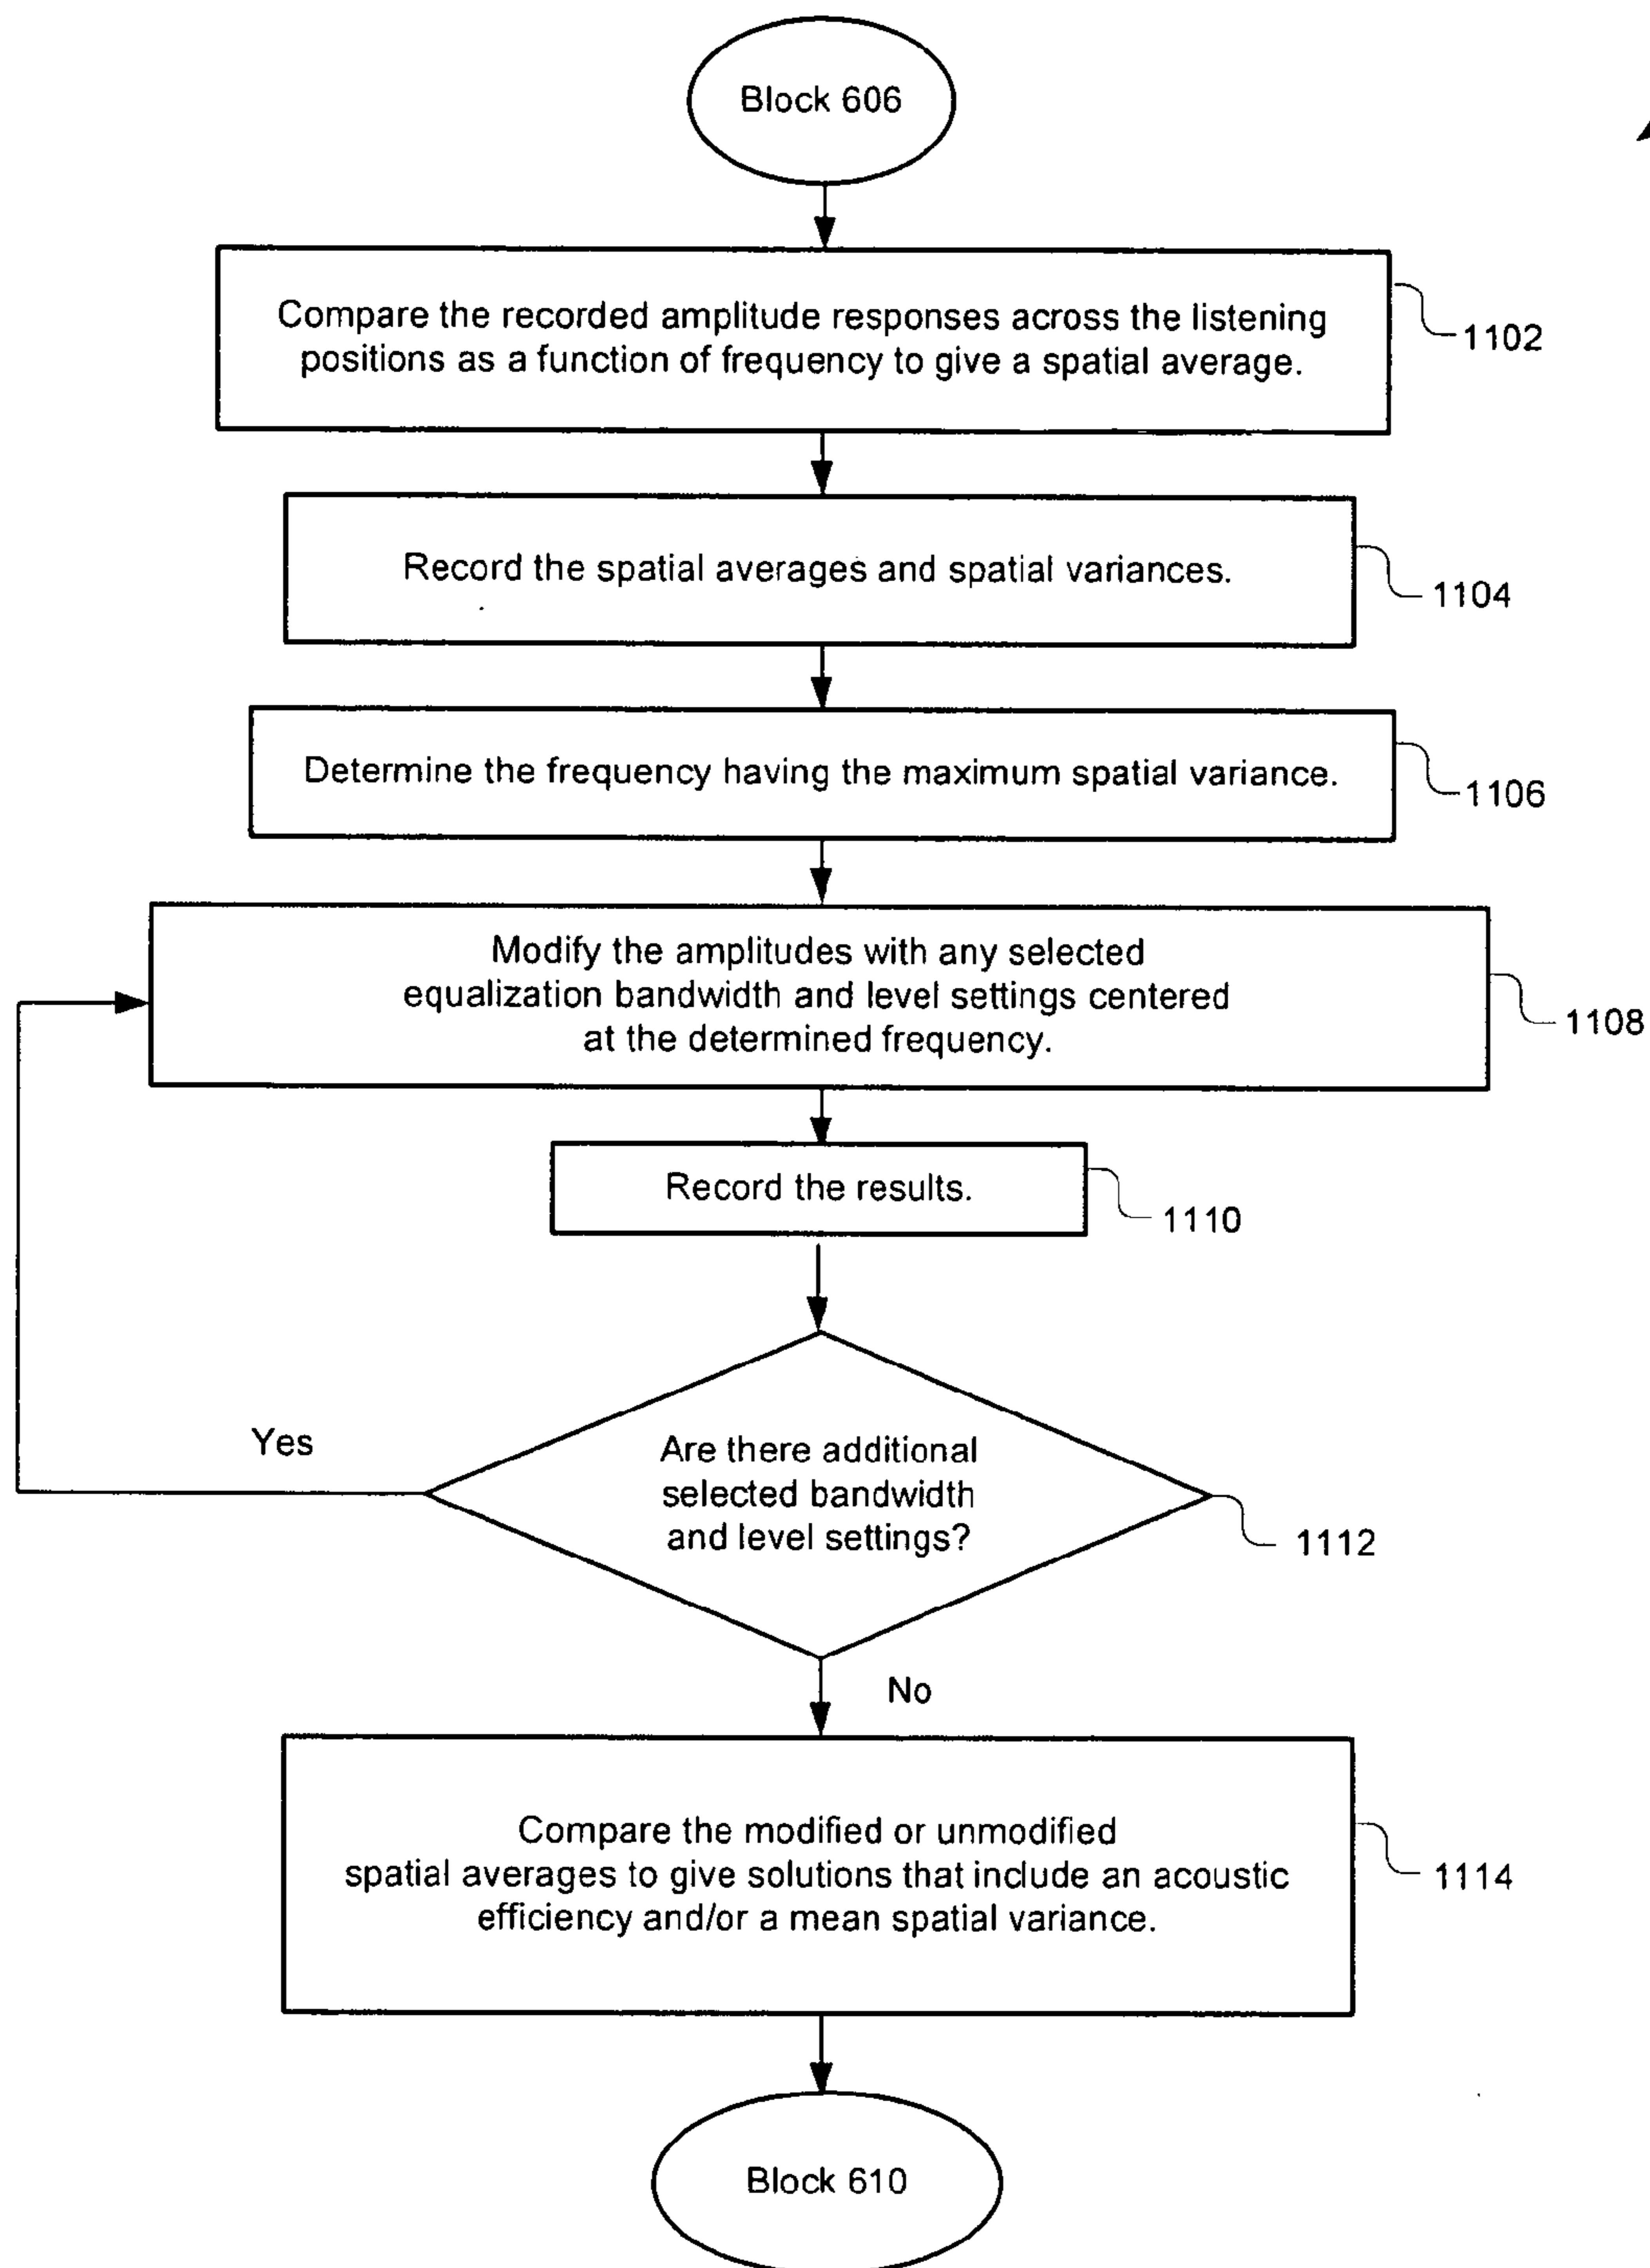 Block 606
Compare the recorded amplitude responses across the listening
positions as a function of frequency to give a spatial average.
1102
Record the spatial averages and spatial variances.
1104
Determine the frequency having the maximum spatial variance.
1106
Modify the amplitudes with any selected
equalization bandwidth and level settings centered
at the determined frequency.
1108
Record the results.
1110
Yes
Are there additional
selected bandwidth
and level settings?
1112
No
Compare the modified or unmodified
spatial averages to give solutions that include an acoustic
efficiency and/or a mean spatial variance.
1114
Block 610